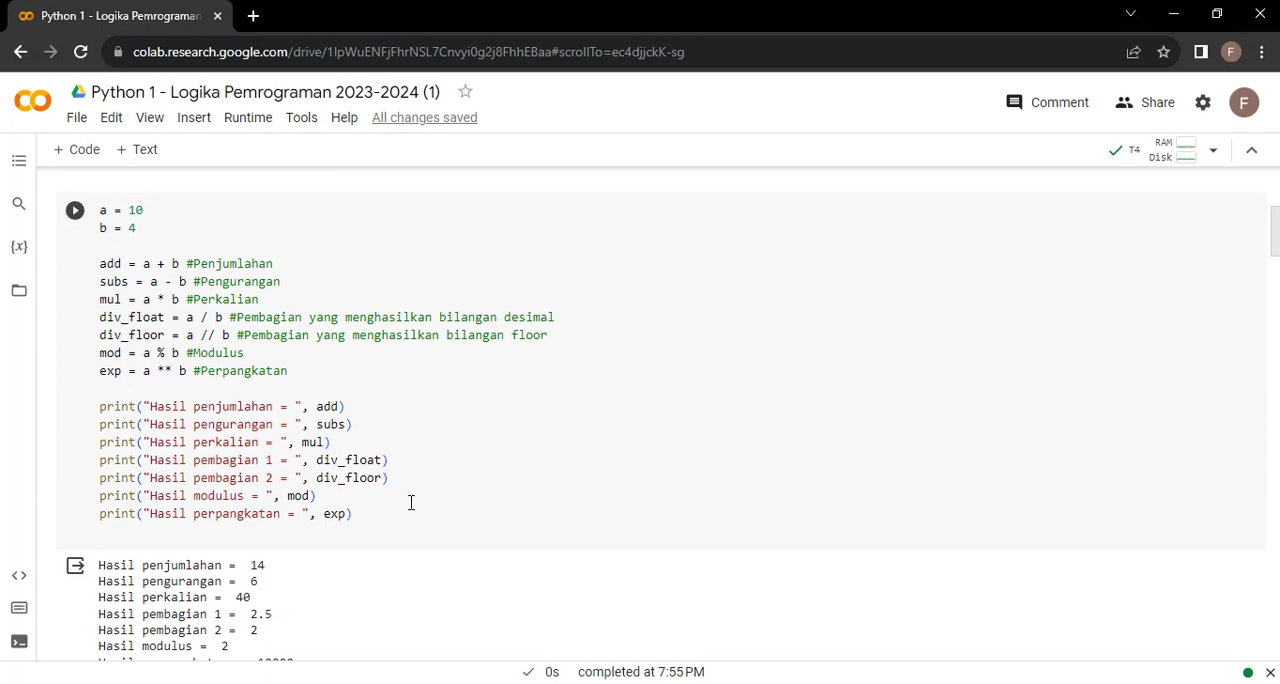 Python 1 - Logika Pemrograman
colab.research.google.com/drive/1IpWuENFjFhrNSL7Cnvyi0g2j8FhhEBaa#scrollTo=ec4djjckK-sg
F
Python 1 - Logika Pemrograman 2023-2024 (1)
Comment
Share
F
File Edit View Insert Runtime Tools Help All changes saved
+ Code + Text
T4 RAM
Disk
a = 10
b = 4
add = a + b #Penjumlahan
subs = a - b #Pengurangan
mul = a * b #Perkalian
div_float = a / b #Pembagian yang menghasilkan bilangan desimal
div_floor = a // b #Pembagian yang menghasilkan bilangan floor
mod = a % b #Modulus
exp = a ** b #Perpangkatan
print("Hasil penjumlahan = ", add)
print("Hasil pengurangan = ", subs)
print("Hasil perkalian = ", mul)
print("Hasil pembagian 1 = ", div_float)
print("Hasil pembagian 2 = ", div_floor)
print("Hasil modulus = ", mod)
print("Hasil perpangkatan = ", exp)
Hasil penjumlahan =  14
Hasil pengurangan =  6
Hasil perkalian =  40
Hasil pembagian 1 =  2.5
Hasil pembagian 2 =  2
Hasil modulus =  2
0s completed at 7:55 PM